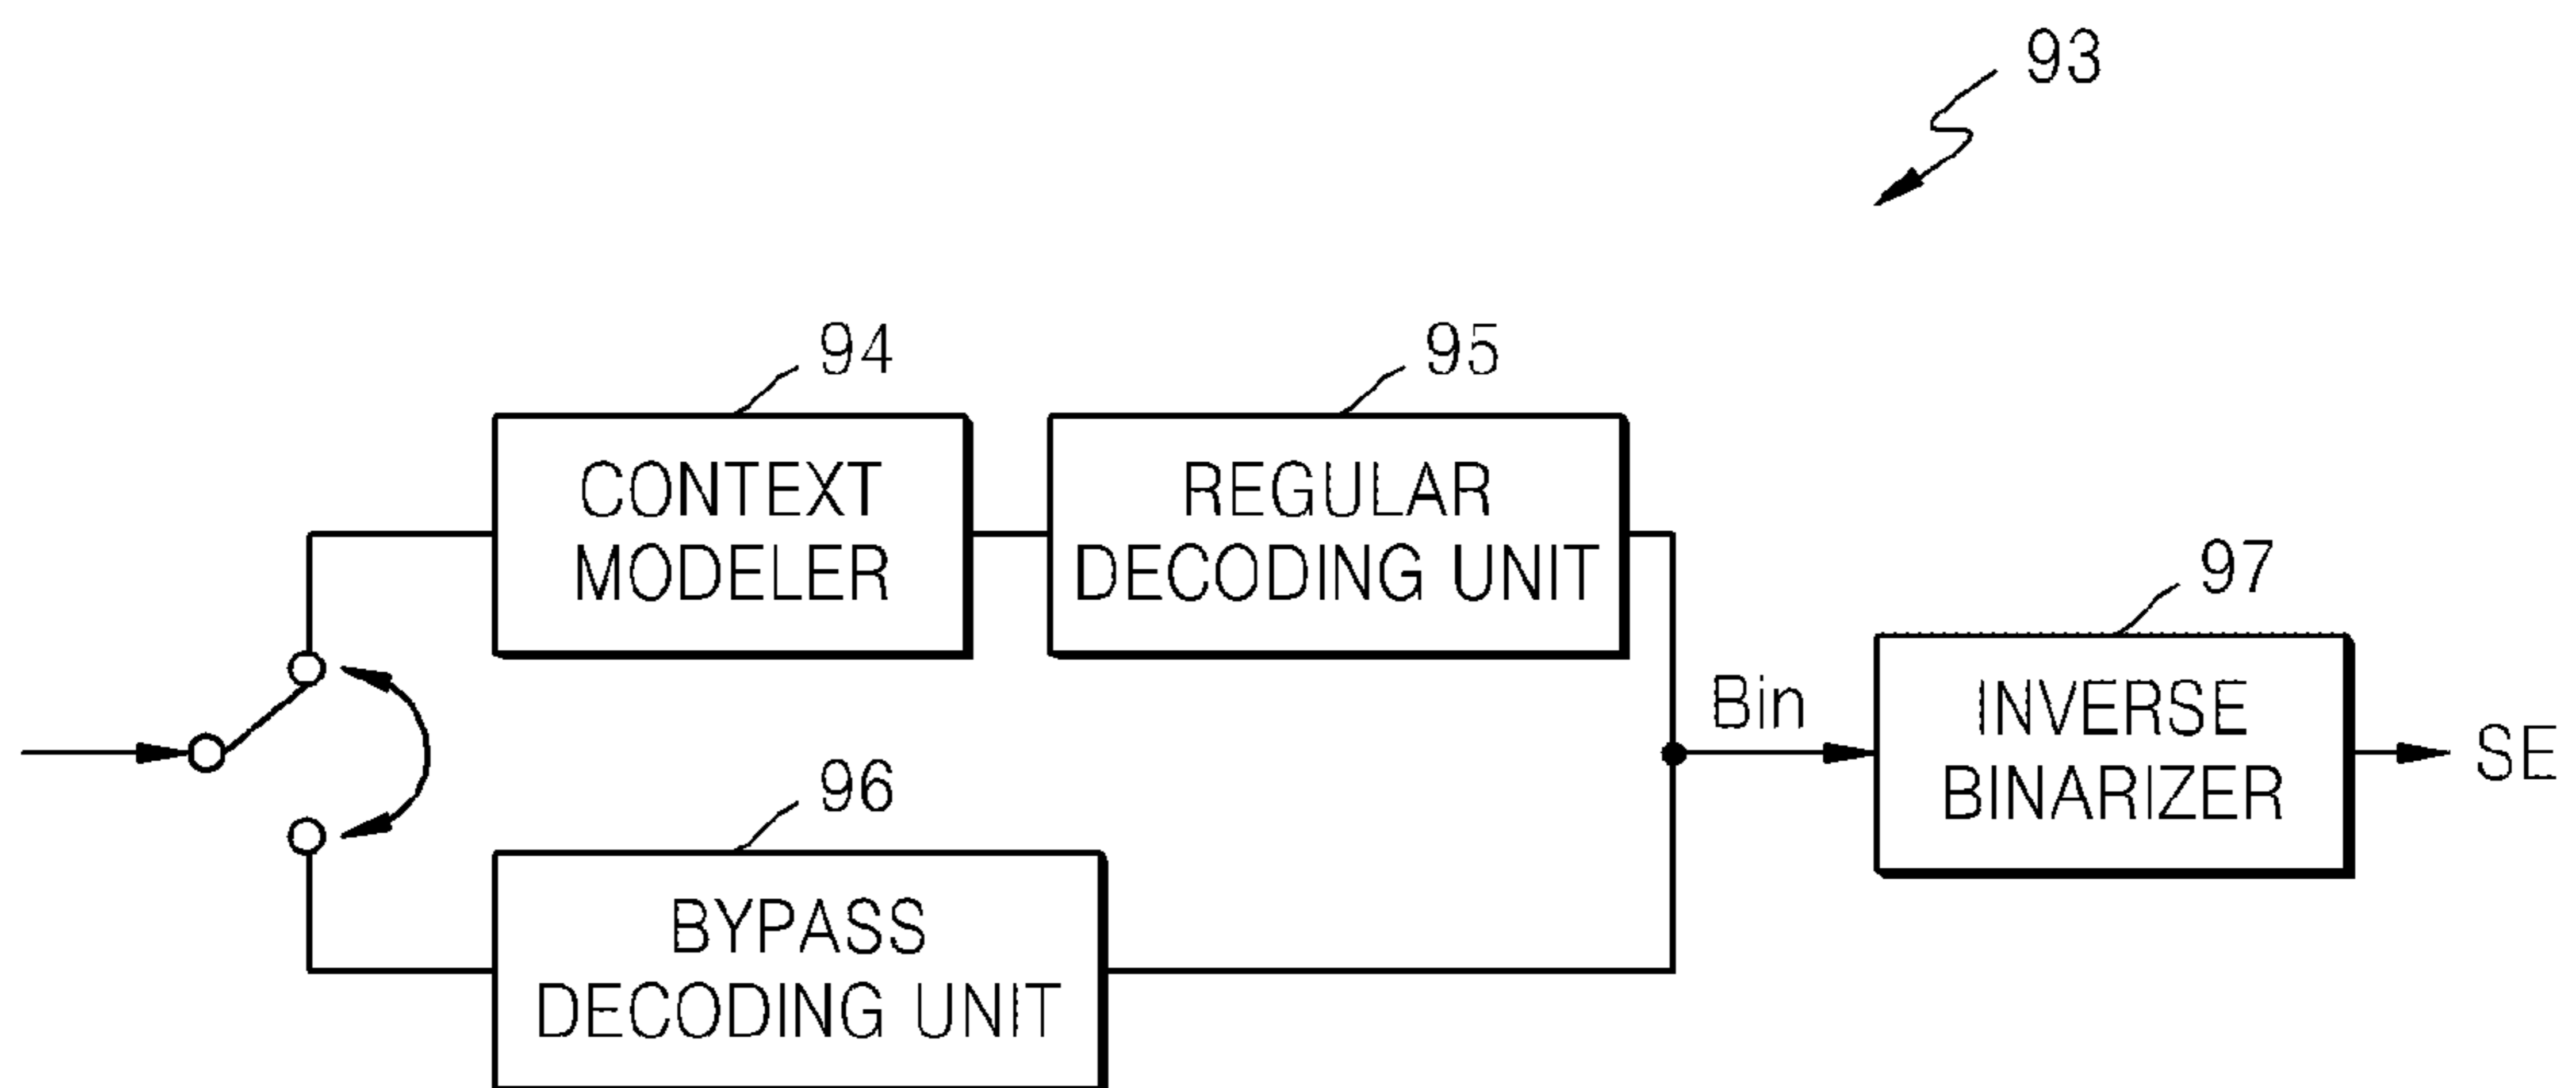 93
94
95
CONTEXT
MODELER
REGULAR
DECODING UNIT
97
Bin
INVERSE
BINARIZER
SE
96
BYPASS
DECODING UNIT